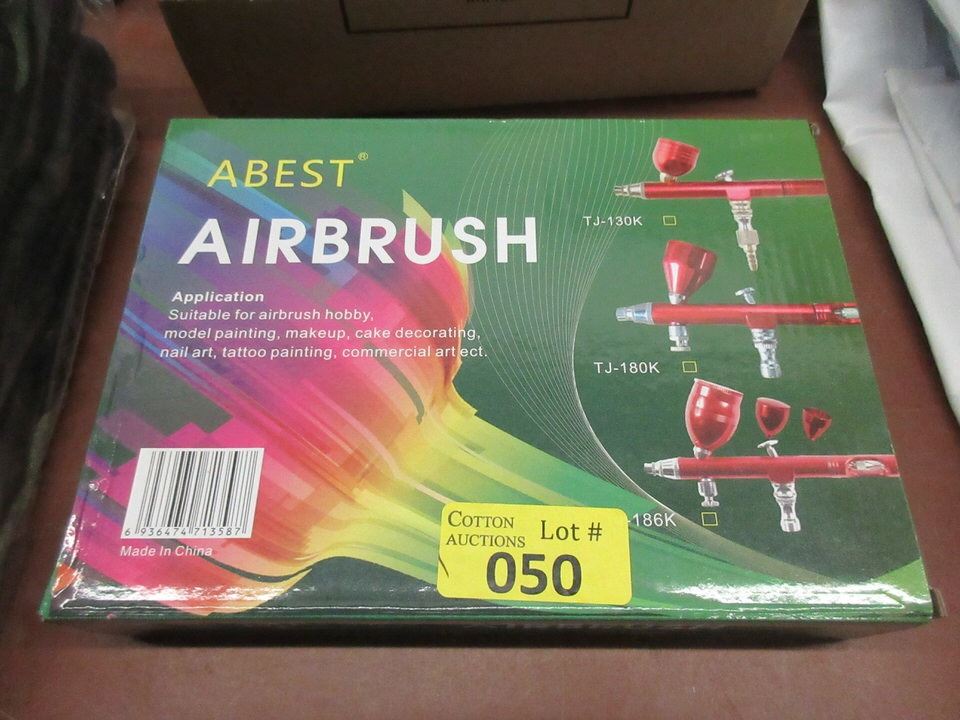 ABEST®
AIRBRUSH
Application
Suitable for airbrush hobby,
model painting, makeup, cake decorating,
nail art, tattoo painting, commercial art ect.
TJ-130K
TJ-180K
-186K
6 936474 713587
Made In China
COTTON
AUCTIONS
Lot #
050